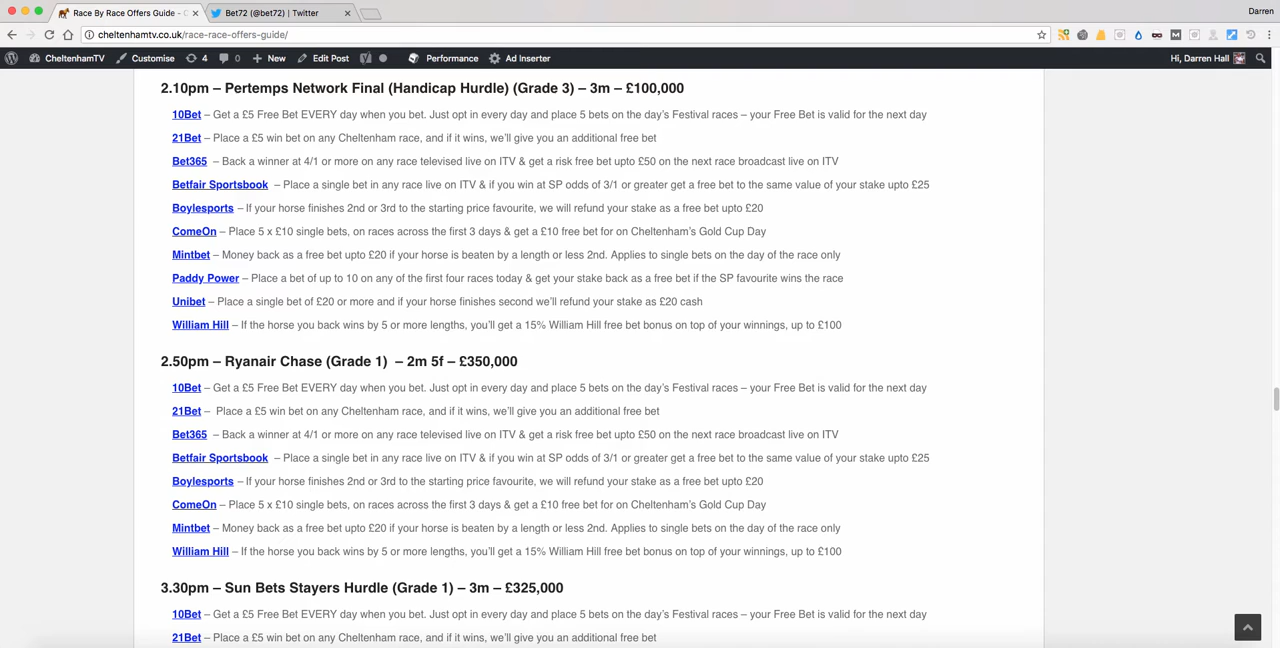 Race By Race Offers Guide - C
Bet72 (@bet72) | Twitter
Darren
cheltenhamtv.co.uk/race-race-offers-guide/
CheltenhamTV Customise 4 0 New Edit Post Performance Ad Inserter Hi, Darren Hall
2.10pm – Pertemps Network Final (Handicap Hurdle) (Grade 3) – 3m – £100,000
10Bet – Get a £5 Free Bet EVERY day when you bet. Just opt in every day and place 5 bets on the day's Festival races – your Free Bet is valid for the next day
21Bet – Place a £5 win bet on any Cheltenham race, and if it wins, we'll give you an additional free bet
Bet365 – Back a winner at 4/1 or more on any race televised live on ITV & get a risk free bet upto £50 on the next race broadcast live on ITV
Betfair Sportsbook – Place a single bet in any race live on ITV & if you win at SP odds of 3/1 or greater get a free bet to the same value of your stake upto £25
Boylesports – If your horse finishes 2nd or 3rd to the starting price favourite, we will refund your stake as a free bet upto £20
ComeOn – Place 5 x £10 single bets, on races across the first 3 days & get a £10 free bet for on Cheltenham's Gold Cup Day
Mintbet – Money back as a free bet upto £20 if your horse is beaten by a length or less 2nd. Applies to single bets on the day of the race only
Paddy Power – Place a bet of up to 10 on any of the first four races today & get your stake back as a free bet if the SP favourite wins the race
Unibet – Place a single bet of £20 or more and if your horse finishes second we'll refund your stake as £20 cash
William Hill – If the horse you back wins by 5 or more lengths, you'll get a 15% William Hill free bet bonus on top of your winnings, up to £100
2.50pm – Ryanair Chase (Grade 1) – 2m 5f – £350,000
10Bet – Get a £5 Free Bet EVERY day when you bet. Just opt in every day and place 5 bets on the day's Festival races – your Free Bet is valid for the next day
21Bet – Place a £5 win bet on any Cheltenham race, and if it wins, we'll give you an additional free bet
Bet365 – Back a winner at 4/1 or more on any race televised live on ITV & get a risk free bet upto £50 on the next race broadcast live on ITV
Betfair Sportsbook – Place a single bet in any race live on ITV & if you win at SP odds of 3/1 or greater get a free bet to the same value of your stake upto £25
Boylesports – If your horse finishes 2nd or 3rd to the starting price favourite, we will refund your stake as a free bet upto £20
ComeOn – Place 5 x £10 single bets, on races across the first 3 days & get a £10 free bet for on Cheltenham's Gold Cup Day
Mintbet – Money back as a free bet upto £20 if your horse is beaten by a length or less 2nd. Applies to single bets on the day of the race only
William Hill – If the horse you back wins by 5 or more lengths, you'll get a 15% William Hill free bet bonus on top of your winnings, up to £100
3.30pm – Sun Bets Stayers Hurdle (Grade 1) – 3m – £325,000
10Bet – Get a £5 Free Bet EVERY day when you bet. Just opt in every day and place 5 bets on the day's Festival races – your Free Bet is valid for the next day
21Bet – Place a £5 win bet on any Cheltenham race, and if it wins, we'll give you an additional free bet